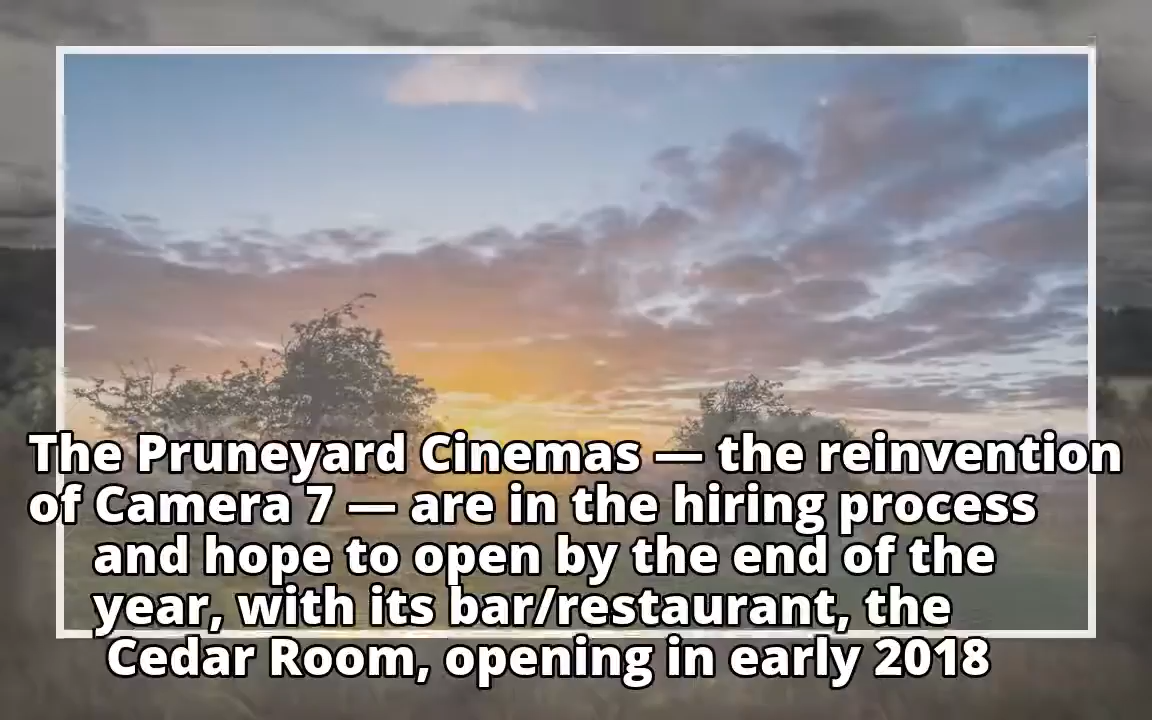 The Pruneyard Cinemas — the reinvention
of Camera 7 — are in the hiring process
and hope to open by the end of the
year, with its bar/restaurant, the
Cedar Room, opening in early 2018